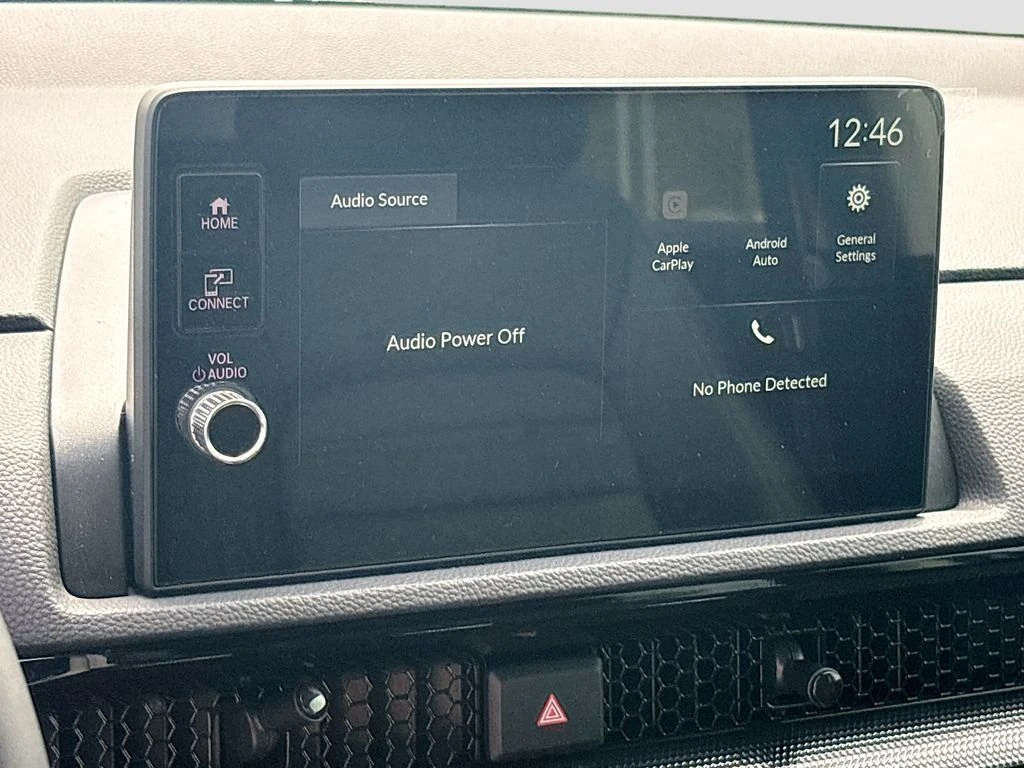 12:46
HOME
CONNECT
VOL
AUDIO
Audio Source
Audio Power Off
Apple
CarPlay
Android
Auto
General
Settings
No Phone Detected